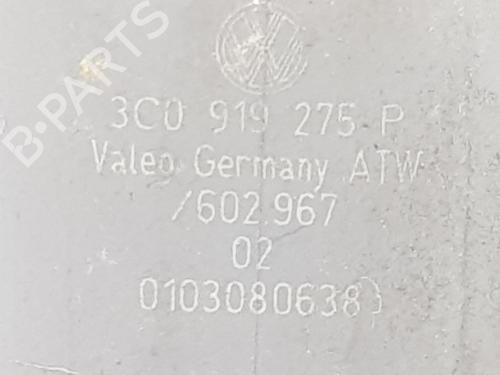 B-PARTS
3C0 919 275 P
Valeo Germany ATW
/602.967
02
0103080638)